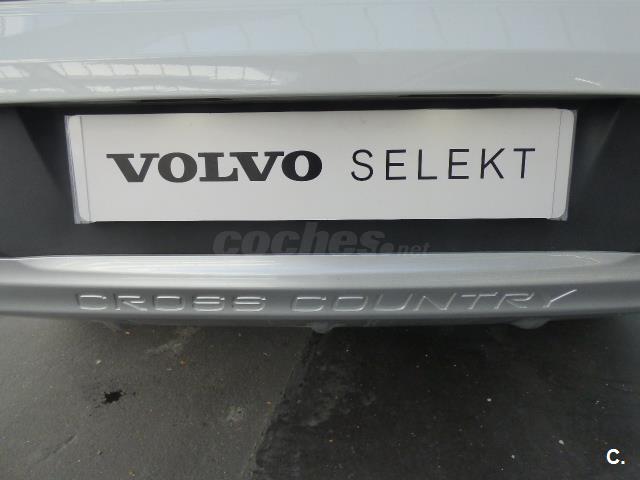 VOLVO SELEKT
coches.net
CROSS COUNTRY
C.